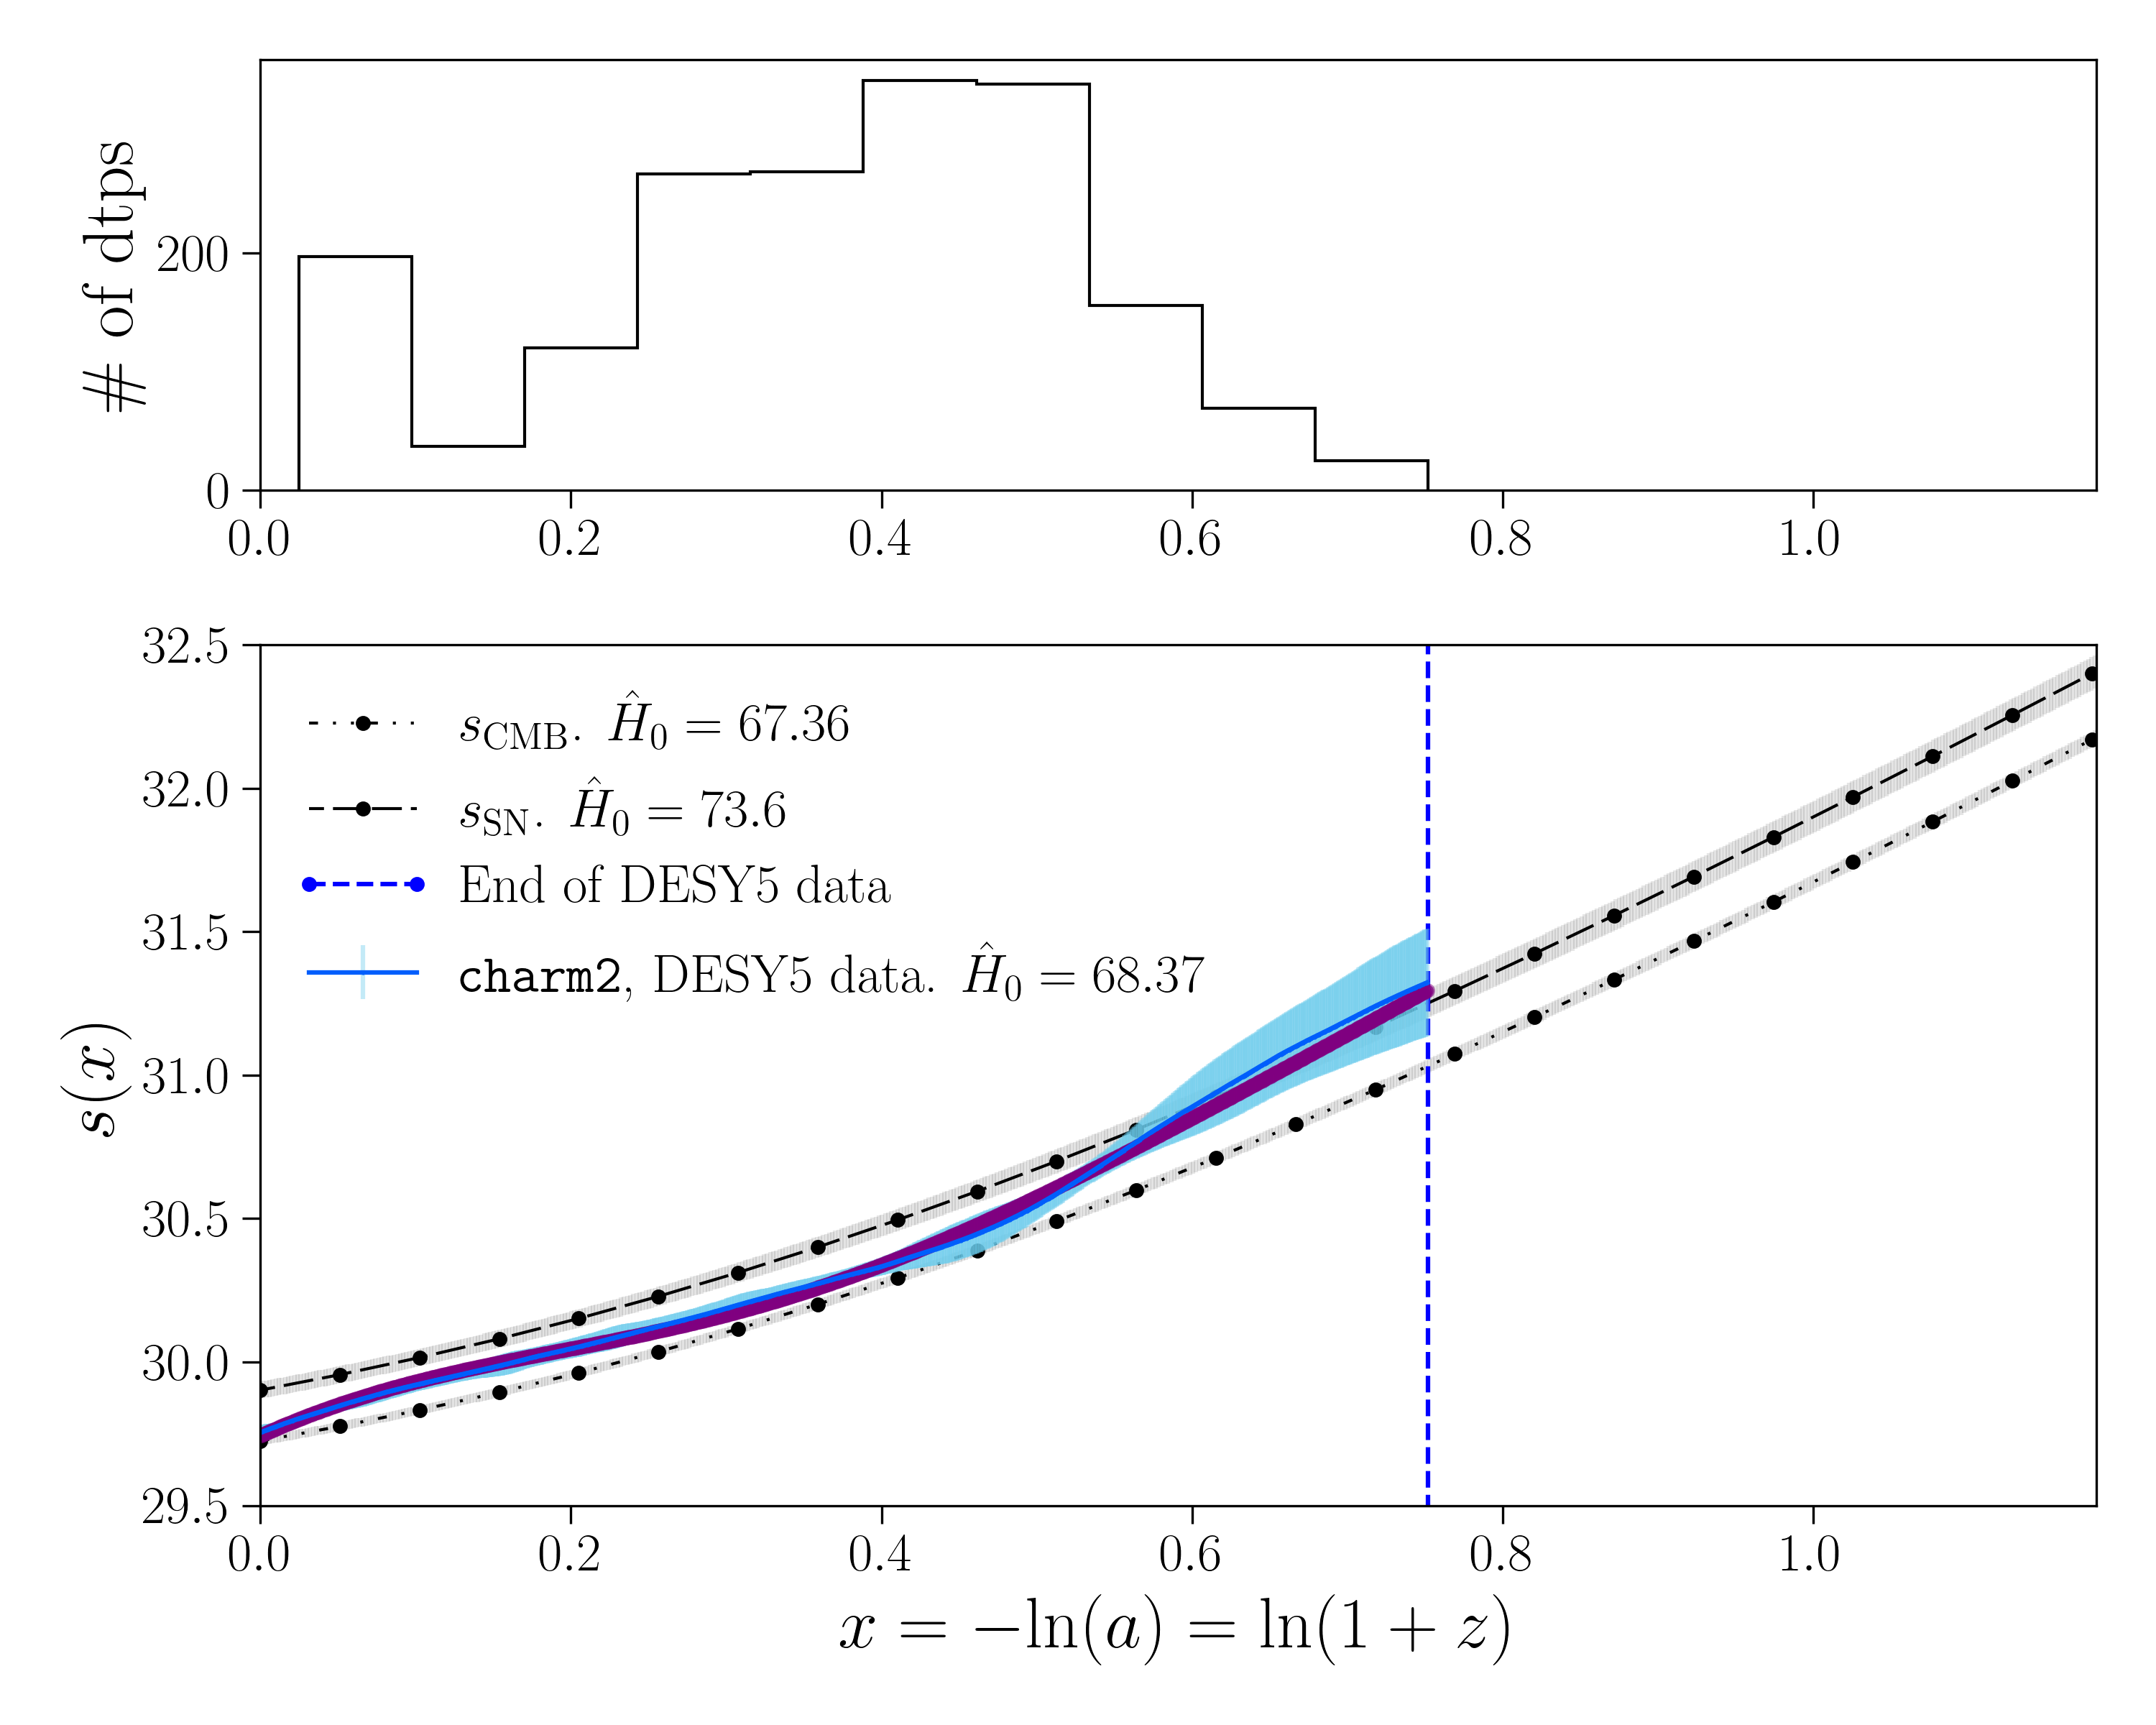 # of dtps
200
0
0.0 0.2 0.4 0.6 0.8 1.0
s(x)
32.5
32.0
31.5
31.0
30.5
30.0
29.5
s_CMB. Ĥ_0 = 67.36
s_SN. Ĥ_0 = 73.6
End of DESY5 data
charm2, DESY5 data. Ĥ_0 = 68.37
0.0 0.2 0.4 0.6 0.8 1.0
x = −ln(a) = ln(1 + z)